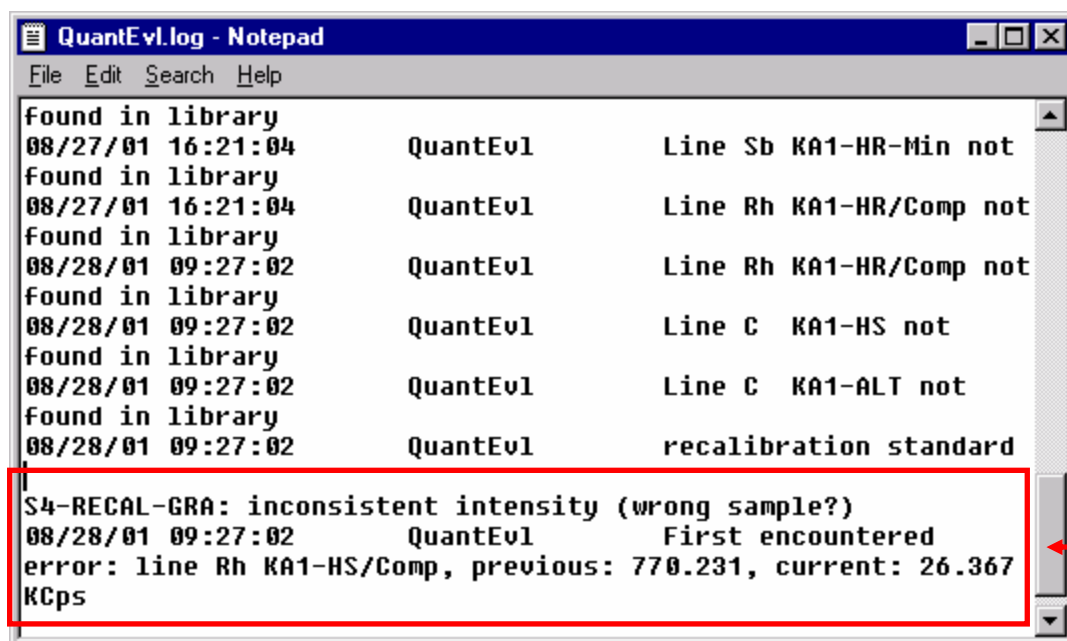 QuantEvl.log - Notepad
File Edit Search Help
found in library
08/27/01 16:21:04 QuantEvl Line Sb KA1-HR-Min not
found in library
08/27/01 16:21:04 QuantEvl Line Rh KA1-HR/Comp not
found in library
08/28/01 09:27:02 QuantEvl Line Rh KA1-HR/Comp not
found in library
08/28/01 09:27:02 QuantEvl Line C KA1-HS not
found in library
08/28/01 09:27:02 QuantEvl Line C KA1-ALT not
found in library
08/28/01 09:27:02 QuantEvl recalibration standard
S4-RECAL-GRA: inconsistent intensity (wrong sample?)
08/28/01 09:27:02 QuantEvl First encountered
error: line Rh KA1-HS/Comp, previous: 770.231, current: 26.367
KCps